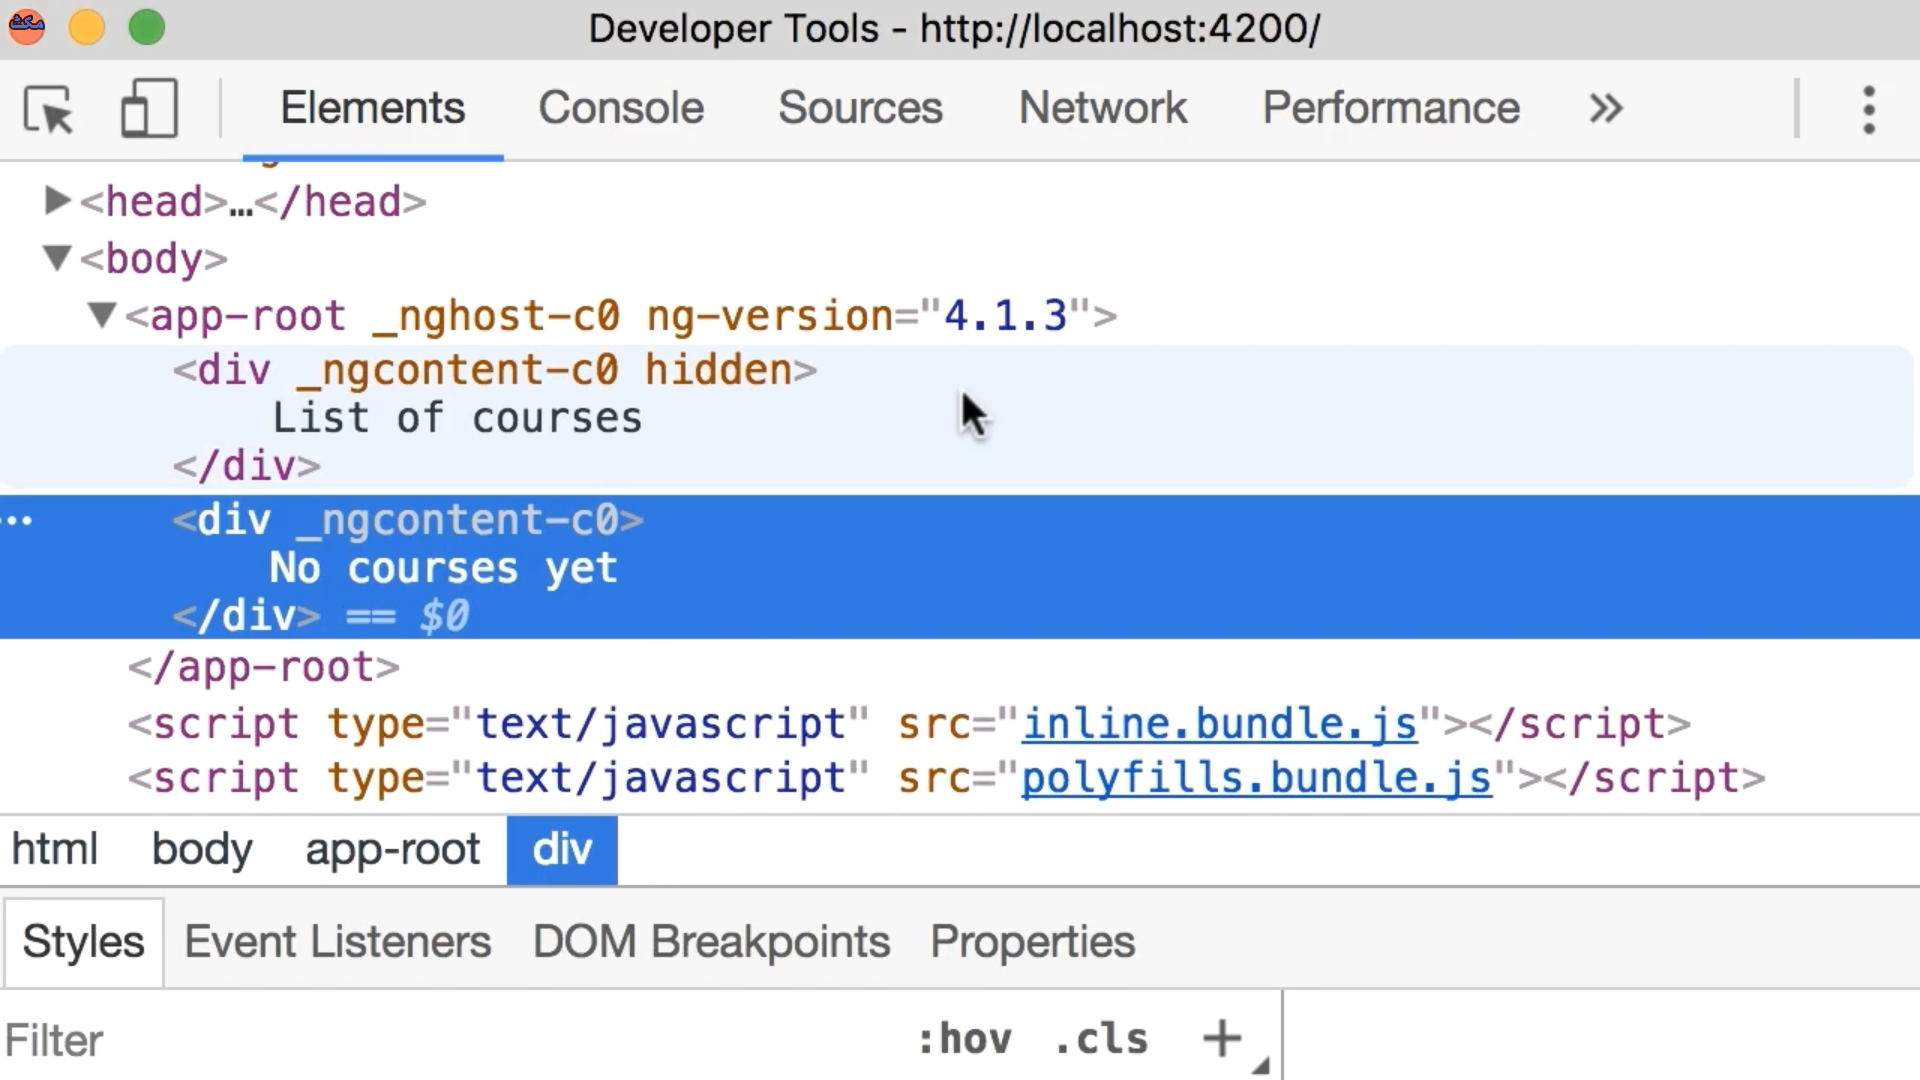 مکث
Developer Tools - http://localhost:4200/
Elements Console Sources Network Performance »
<head>…</head>
<body>
<app-root _nghost-c0 ng-version="4.1.3">
<div _ngcontent-c0 hidden>
List of courses
</div>
<div _ngcontent-c0>
No courses yet
</div> == $0
</app-root>
<script type="text/javascript" src="inline.bundle.js"></script>
<script type="text/javascript" src="polyfills.bundle.js"></script>
html body app-root div
Styles Event Listeners DOM Breakpoints Properties
Filter :hov .cls +